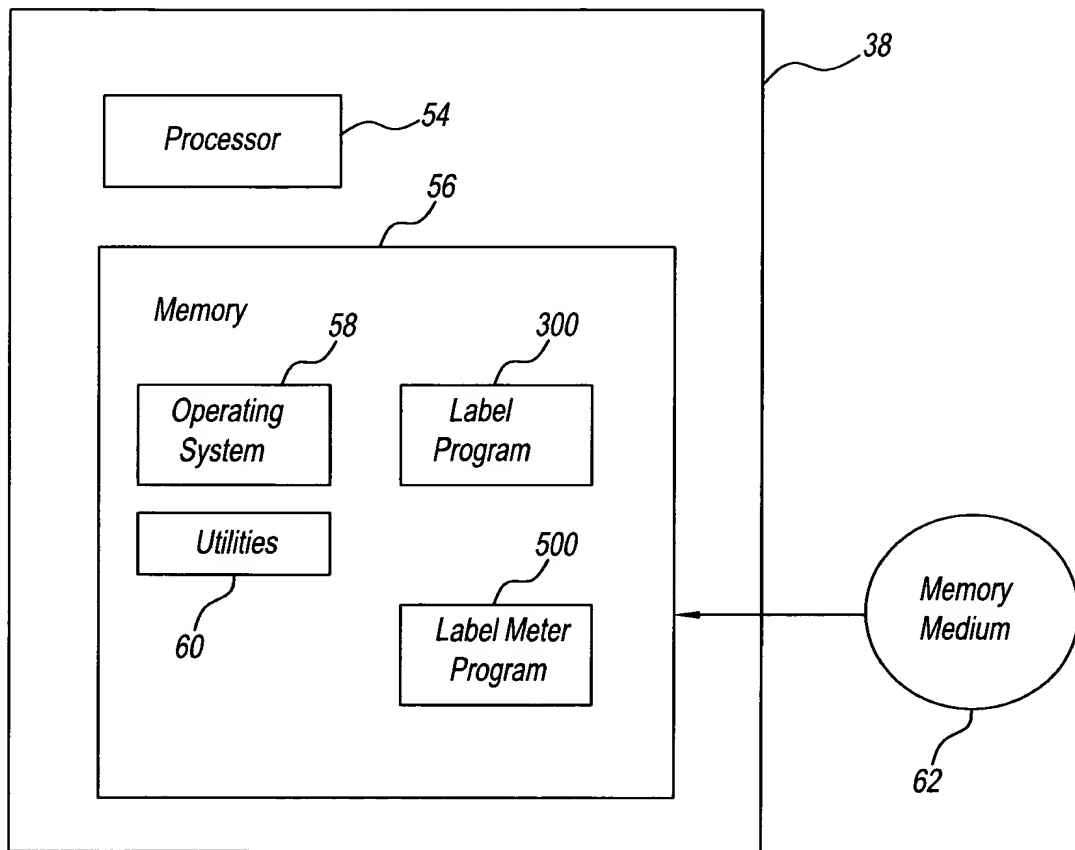 38
Processor
54
56
Memory
58
300
Operating
System
Label
Program
Utilities
500
60
Label Meter
Program
Memory
Medium
62